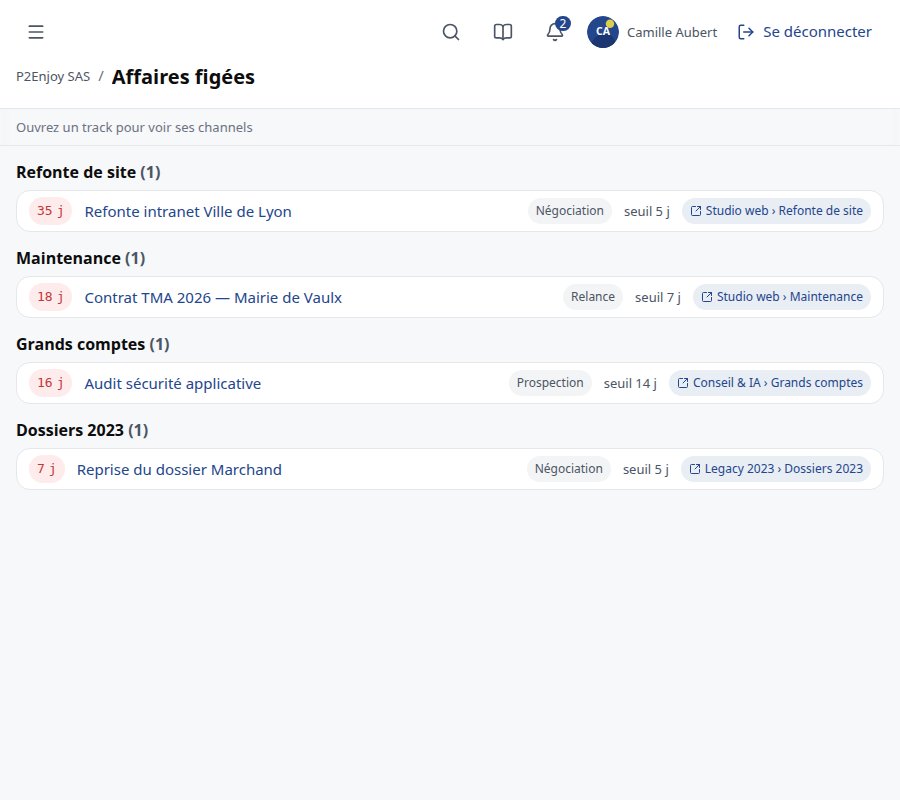 2
CA Camille Aubert Se déconnecter
P2Enjoy SAS / Affaires figées
Ouvrez un track pour voir ses channels
Refonte de site (1)
35 j Refonte intranet Ville de Lyon Négociation seuil 5 j Studio web › Refonte de site
Maintenance (1)
18 j Contrat TMA 2026 — Mairie de Vaulx Relance seuil 7 j Studio web › Maintenance
Grands comptes (1)
16 j Audit sécurité applicative Prospection seuil 14 j Conseil & IA › Grands comptes
Dossiers 2023 (1)
7 j Reprise du dossier Marchand Négociation seuil 5 j Legacy 2023 › Dossiers 2023